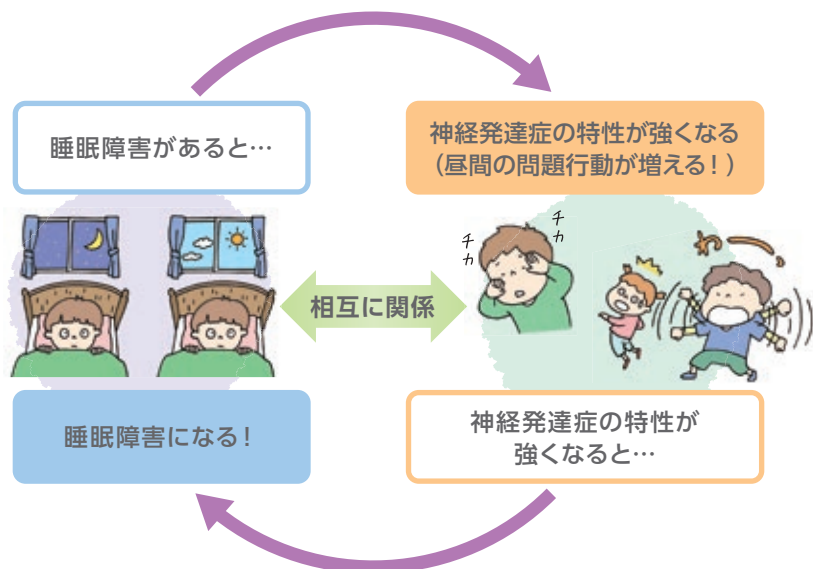 睡眠障害があると…
神経発達症の特性が強くなる
（昼間の問題行動が増える！）
チカ
チカ
相互に関係
睡眠障害になる！
神経発達症の特性が
強くなると…